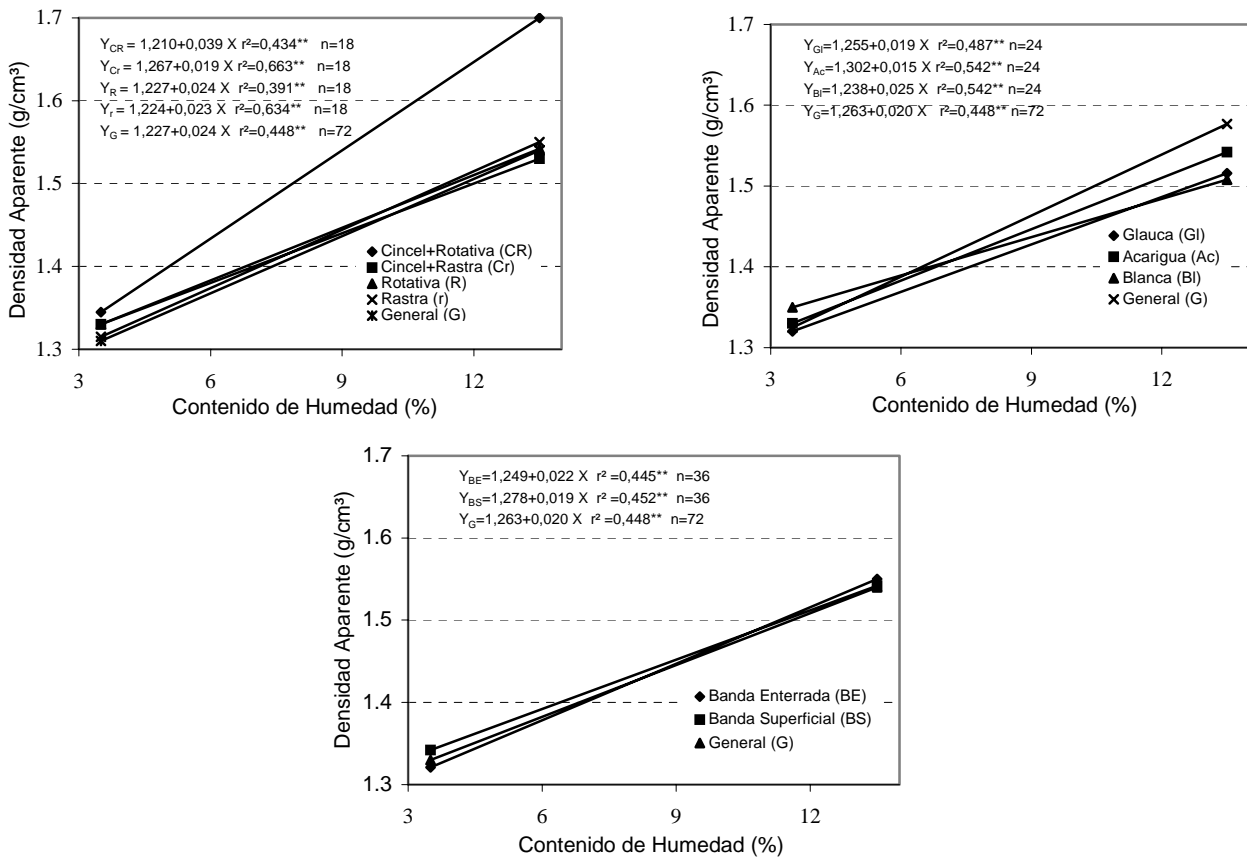 Y_CR = 1,210+0,039 X r²=0,434** n=18
Y_Cr = 1,267+0,019 X r²=0,663** n=18
Y_R = 1,227+0,024 X r²=0,391** n=18
Y_r = 1,224+0,023 X r²=0,634** n=18
Y_G = 1,227+0,024 X r²=0,448** n=72
Densidad Aparente (g/cm³)
1.7
1.6
1.5
1.4
1.3
Cincel+Rotativa (CR)
Cincel+Rastra (Cr)
Rotativa (R)
Rastra (r)
General (G)
3 6 9 12
Contenido de Humedad (%)
Y_Gl=1,255+0,019 X r²=0,487** n=24
Y_Ac=1,302+0,015 X r²=0,542** n=24
Y_Bl=1,238+0,025 X r²=0,542** n=24
Y_G=1,263+0,020 X r²=0,448** n=72
Densidad Aparente (g/cm³)
1.7
1.6
1.5
1.4
1.3
Glauca (Gl)
Acarigua (Ac)
Blanca (Bl)
General (G)
3 6 9 12
Contenido de Humedad (%)
Y_BE=1,249+0,022 X r² =0,445** n=36
Y_BS=1,278+0,019 X r² =0,452** n=36
Y_G=1,263+0,020 X r² =0,448** n=72
Densidad Aparente (g/cm³)
1.7
1.6
1.5
1.4
1.3
Banda Enterrada (BE)
Banda Superficial (BS)
General (G)
3 6 9 12
Contenido de Humedad (%)